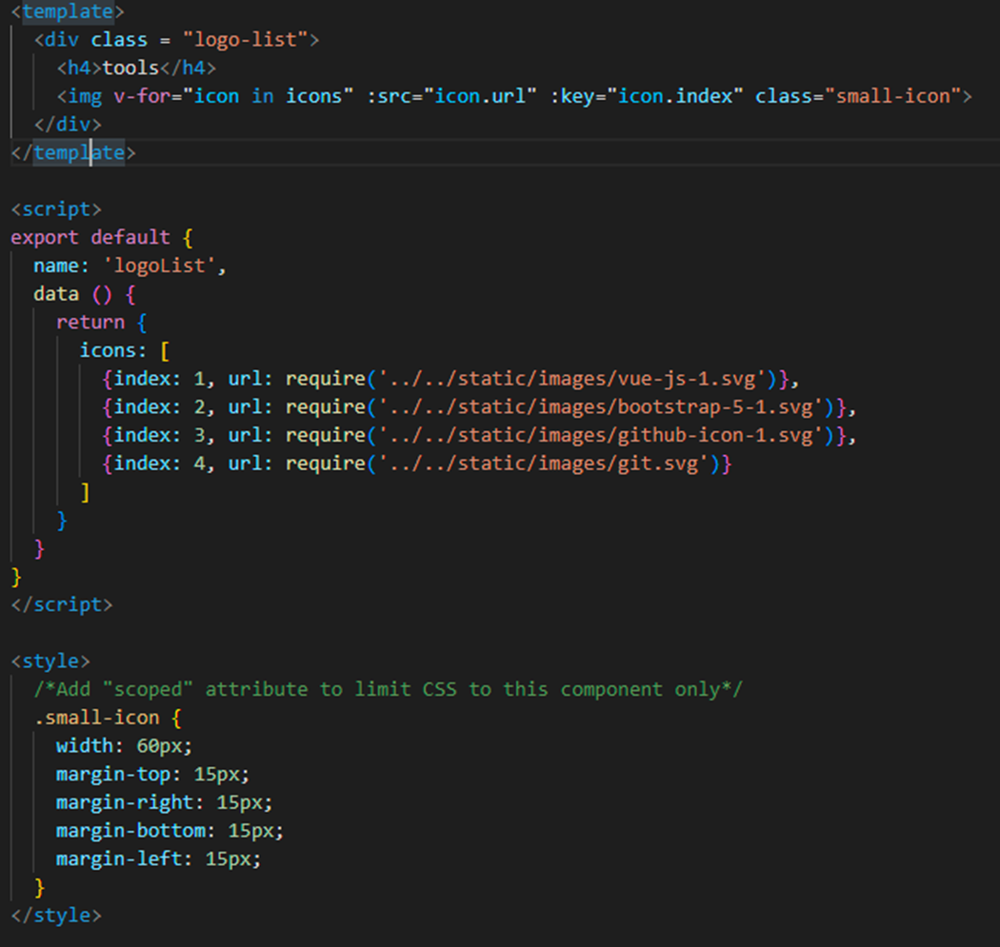 <template>
<div class = "logo-list">
<h4>tools</h4>
<img v-for="icon in icons" :src="icon.url" :key="icon.index" class="small-icon">
</div>
</template>
<script>
export default {
name: 'logoList',
data () {
return {
icons: [
{index: 1, url: require('../../static/images/vue-js-1.svg')},
{index: 2, url: require('../../static/images/bootstrap-5-1.svg')},
{index: 3, url: require('../../static/images/github-icon-1.svg')},
{index: 4, url: require('../../static/images/git.svg')}
]
}
}
}
</script>
<style>
/*Add "scoped" attribute to limit CSS to this component only*/
.small-icon {
width: 60px;
margin-top: 15px;
margin-right: 15px;
margin-bottom: 15px;
margin-left: 15px;
}
</style>